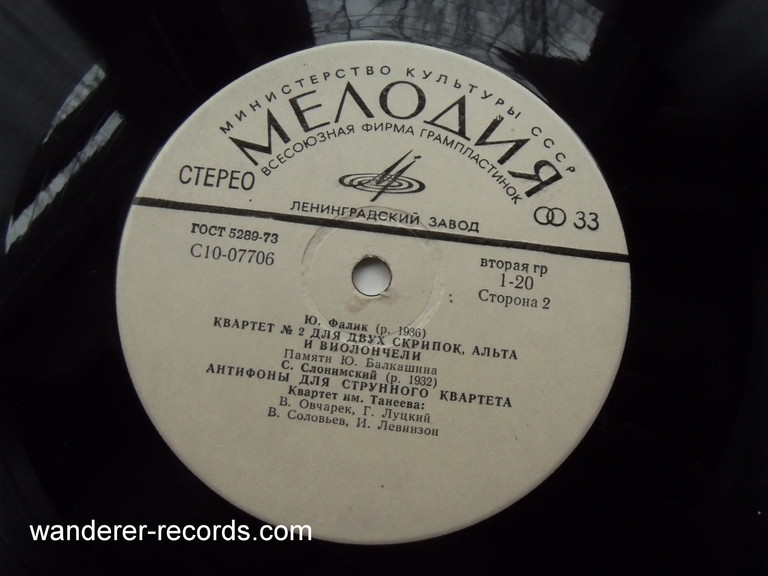 МИНИСТЕРСТВО КУЛЬТУРЫ СССР
МЕЛОДИЯ
ВСЕСОЮЗНАЯ ФИРМА ГРАМПЛАСТИНОК
СТЕРЕО
ЛЕНИНГРАДСКИЙ ЗАВОД
33
ГОСТ 5289-73
С10-07706
вторая гр
1-20
Сторона 2
Ю. Фалик (р. 1936)
КВАРТЕТ № 2 ДЛЯ ДВУХ СКРИПОК, АЛЬТА
И ВИОЛОНЧЕЛИ
Памяти Ю. Балкашина
С. Слонимский (р. 1932)
АНТИФОНЫ ДЛЯ СТРУННОГО КВАРТЕТА
Квартет им. Танеева:
В. Овчарек, Г. Луцкий
В. Соловьев, И. Левинзон
wanderer-records.com